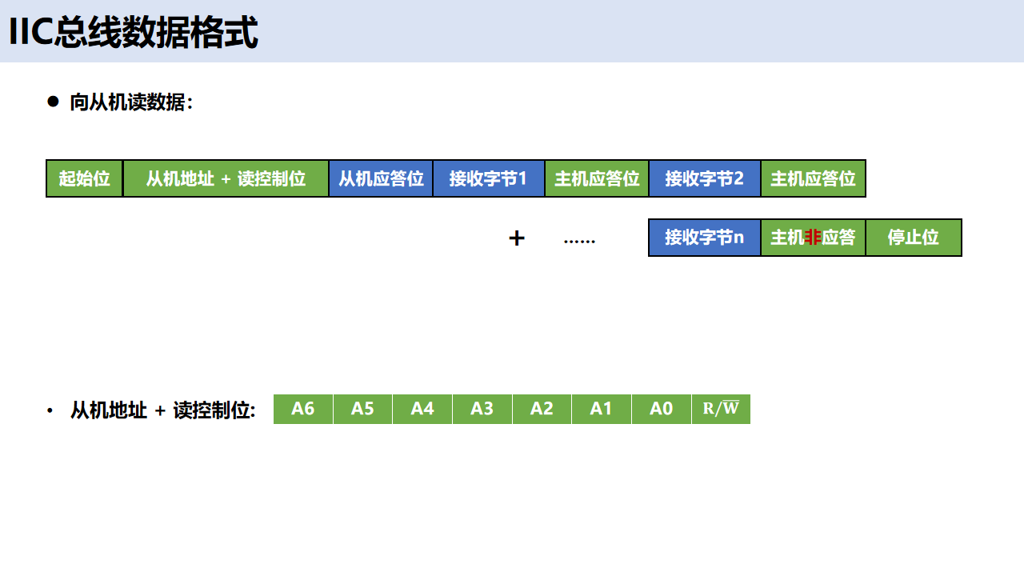 IIC总线数据格式
● 向从机读数据：
起始位 从机地址 + 读控制位 从机应答位 接收字节1 主机应答位 接收字节2 主机应答位
+ …… 接收字节n 主机非应答 停止位
• 从机地址 + 读控制位: A6 A5 A4 A3 A2 A1 A0 R/W̅